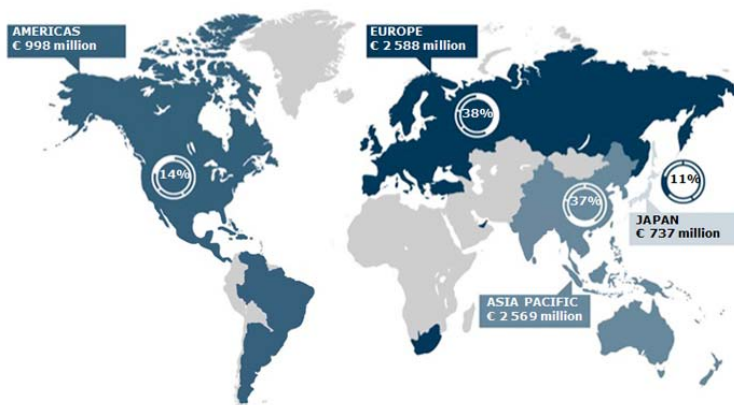 AMERICAS
€ 998 million
EUROPE
€ 2 588 million
38%
14%
11%
37%
JAPAN
€ 737 million
ASIA PACIFIC
€ 2 569 million